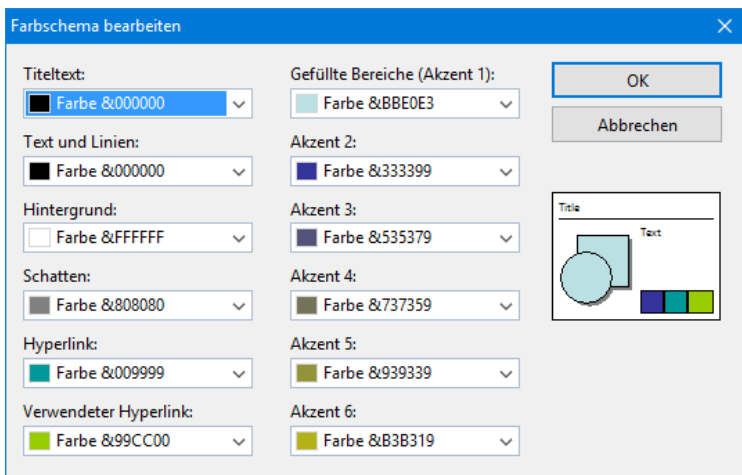 Farbschema bearbeiten
Titeltext:
Farbe &000000
Text und Linien:
Farbe &000000
Hintergrund:
Farbe &FFFFFF
Schatten:
Farbe &808080
Hyperlink:
Farbe &009999
Verwendeter Hyperlink:
Farbe &99CC00
Gefüllte Bereiche (Akzent 1):
Farbe &BBE0E3
Akzent 2:
Farbe &333399
Akzent 3:
Farbe &535379
Akzent 4:
Farbe &737359
Akzent 5:
Farbe &939339
Akzent 6:
Farbe &B3B319
OK
Abbrechen
Title
Text